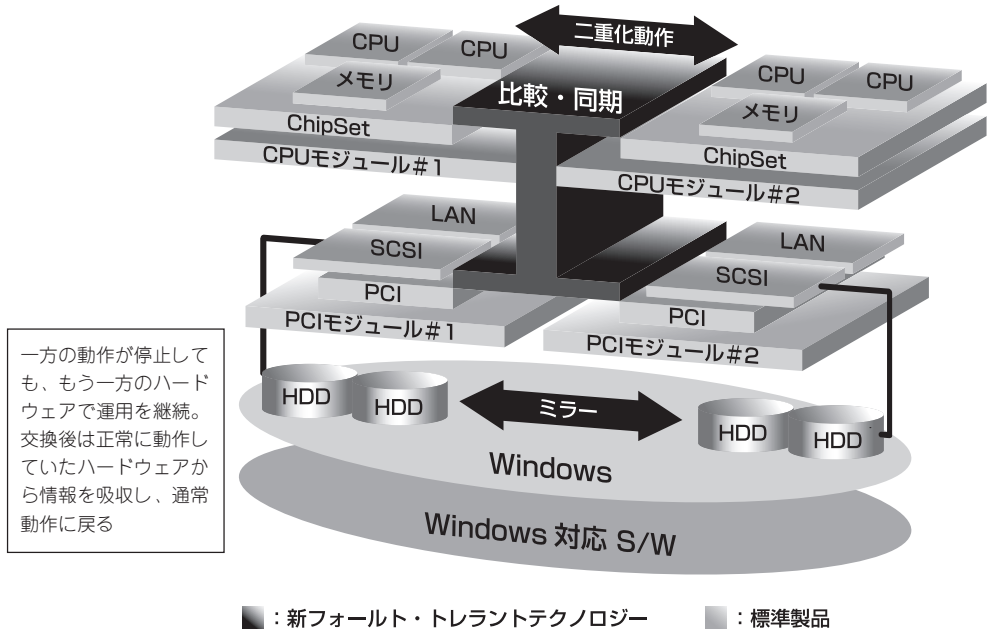 二重化動作
CPU
CPU
メモリ
ChipSet
CPUモジュール#1
比較・同期
CPU
CPU
メモリ
ChipSet
CPUモジュール#2
LAN
SCSI
PCI
PCIモジュール#1
LAN
SCSI
PCI
PCIモジュール#2
一方の動作が停止して
も、もう一方のハード
ウェアで運用を継続。
交換後は正常に動作し
ていたハードウェアか
ら情報を吸収し、通常
動作に戻る
HDD
HDD
ミラー
HDD
HDD
Windows
Windows 対応 S/W
：新フォールト・トレラントテクノロジー
：標準製品